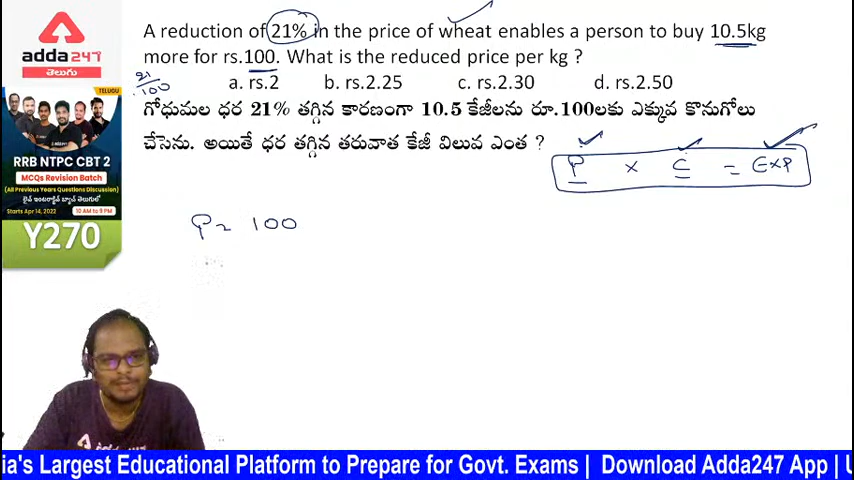 A reduction of 21% in the price of wheat enables a person to buy 10.5kg
more for rs.100. What is the reduced price per kg ?
21/100
a. rs.2 b. rs.2.25 c. rs.2.30 d. rs.2.50
గోధుమల ధర 21% తగ్గిన కారణంగా 10.5 కేజీలను రూ.100లకు ఎక్కువ కొనుగోలు
చేసెను. అయితే ధర తగ్గిన తరువాత కేజీ విలువ ఎంత ?
P × C = EXP
P = 100
adda247
తెలుగు
TELUGU
RRB NTPC CBT 2
MCQs Revision Batch
(All Previous Years Questions Discussion)
లైవ్ ఇంటరాక్టివ్ బ్యాచ్ తెలుగులో
Starts Apr 14, 2022 10 AM to 9 PM
Y270
ia's Largest Educational Platform to Prepare for Govt. Exams | Download Adda247 App | U